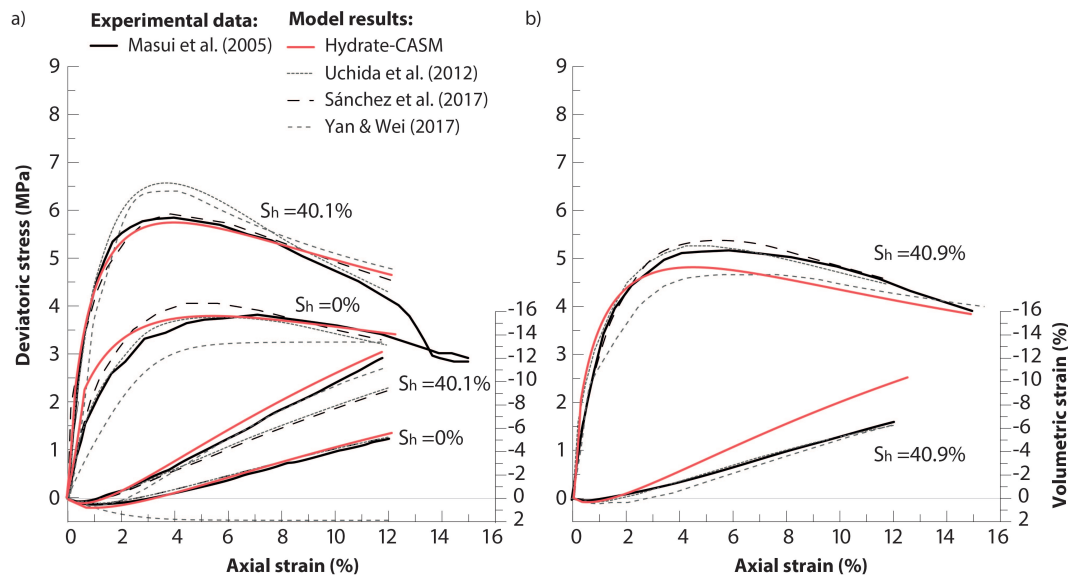 a)
Experimental data:
Masui et al. (2005)
Model results:
Hydrate-CASM
Uchida et al. (2012)
Sánchez et al. (2017)
Yan & Wei (2017)
Deviatoric stress (MPa)
9
8
7
6
5
4
3
2
1
0
Sh =40.1%
Sh =0%
Sh =40.1%
Sh =0%
-16
-14
-12
-10
-8
-6
-4
-2
0
2
0 2 4 6 8 10 12 14 16
Axial strain (%)
b)
9
8
7
6
5
4
3
2
1
0
Sh =40.9%
Sh =40.9%
-16
-14
-12
-10
-8
-6
-4
-2
0
2
Volumetric strain (%)
0 2 4 6 8 10 12 14 16
Axial strain (%)